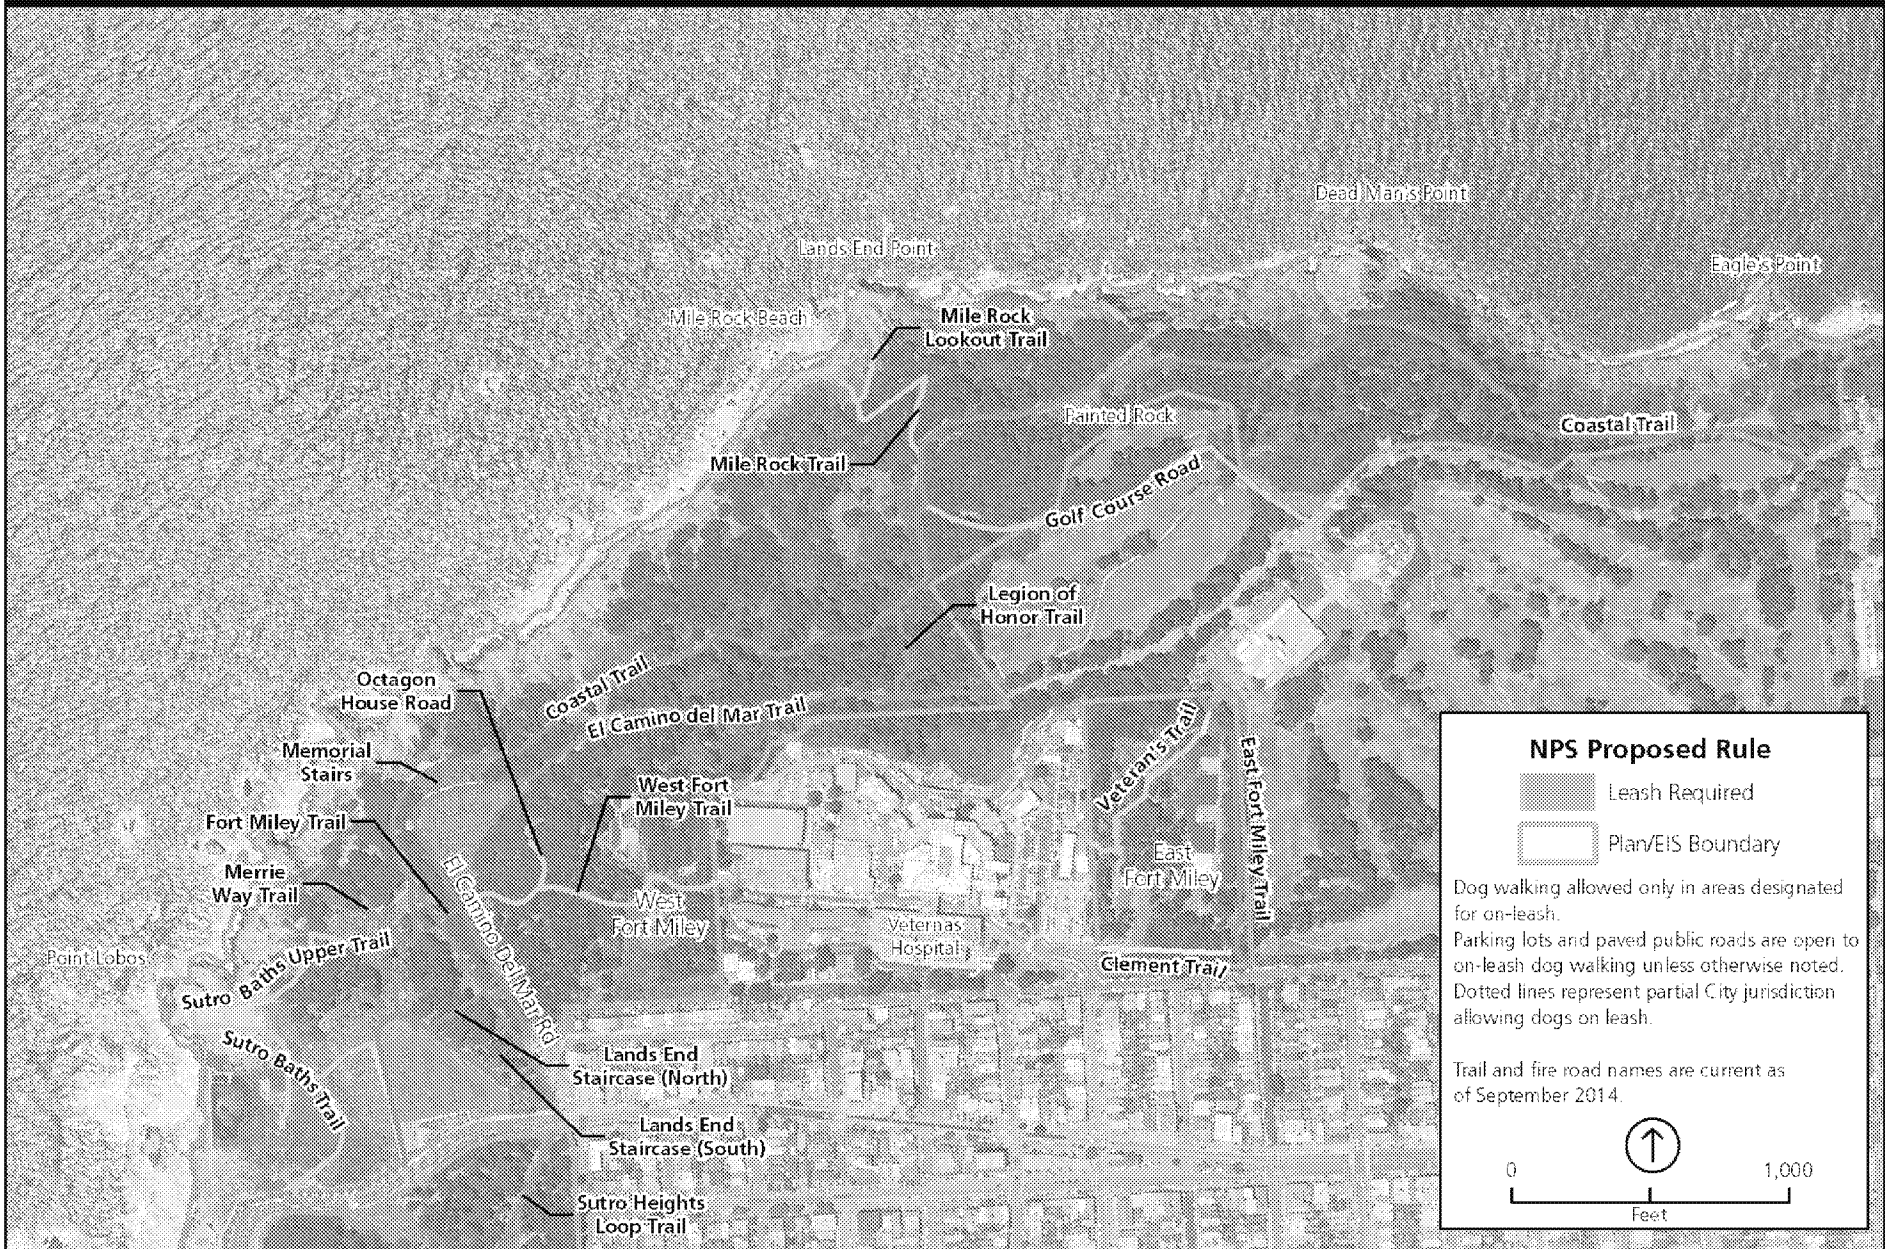 Dead Man's Point
Lands End Point
Eagle's Point
Mile Rock Beach
Mile Rock
Lookout Trail
Painted Rock
Coastal Trail
Mile Rock Trail
Golf Course Road
Legion of
Honor Trail
Octagon
House Road
Coastal Trail
El Camino del Mar Trail
Memorial
Stairs
West Fort
Miley Trail
Veteran's Trail
East Fort Miley Trail
Fort Miley Trail
Merrie
Way Trail
El Camino Del Mar Rd
West
Fort Miley
East
Fort Miley
Veternas
Hospital
Point Lobos
Sutro Baths Upper Trail
Clement Trail
Sutro Baths Trail
Lands End
Staircase (North)
Lands End
Staircase (South)
Sutro Heights
Loop Trail
NPS Proposed Rule
Leash Required
Plan/EIS Boundary
Dog walking allowed only in areas designated
for on-leash.
Parking lots and paved public roads are open to
on-leash dog walking unless otherwise noted.
Dotted lines represent partial City jurisdiction
allowing dogs on leash.
Trail and fire road names are current as
of September 2014.
0 1,000
Feet